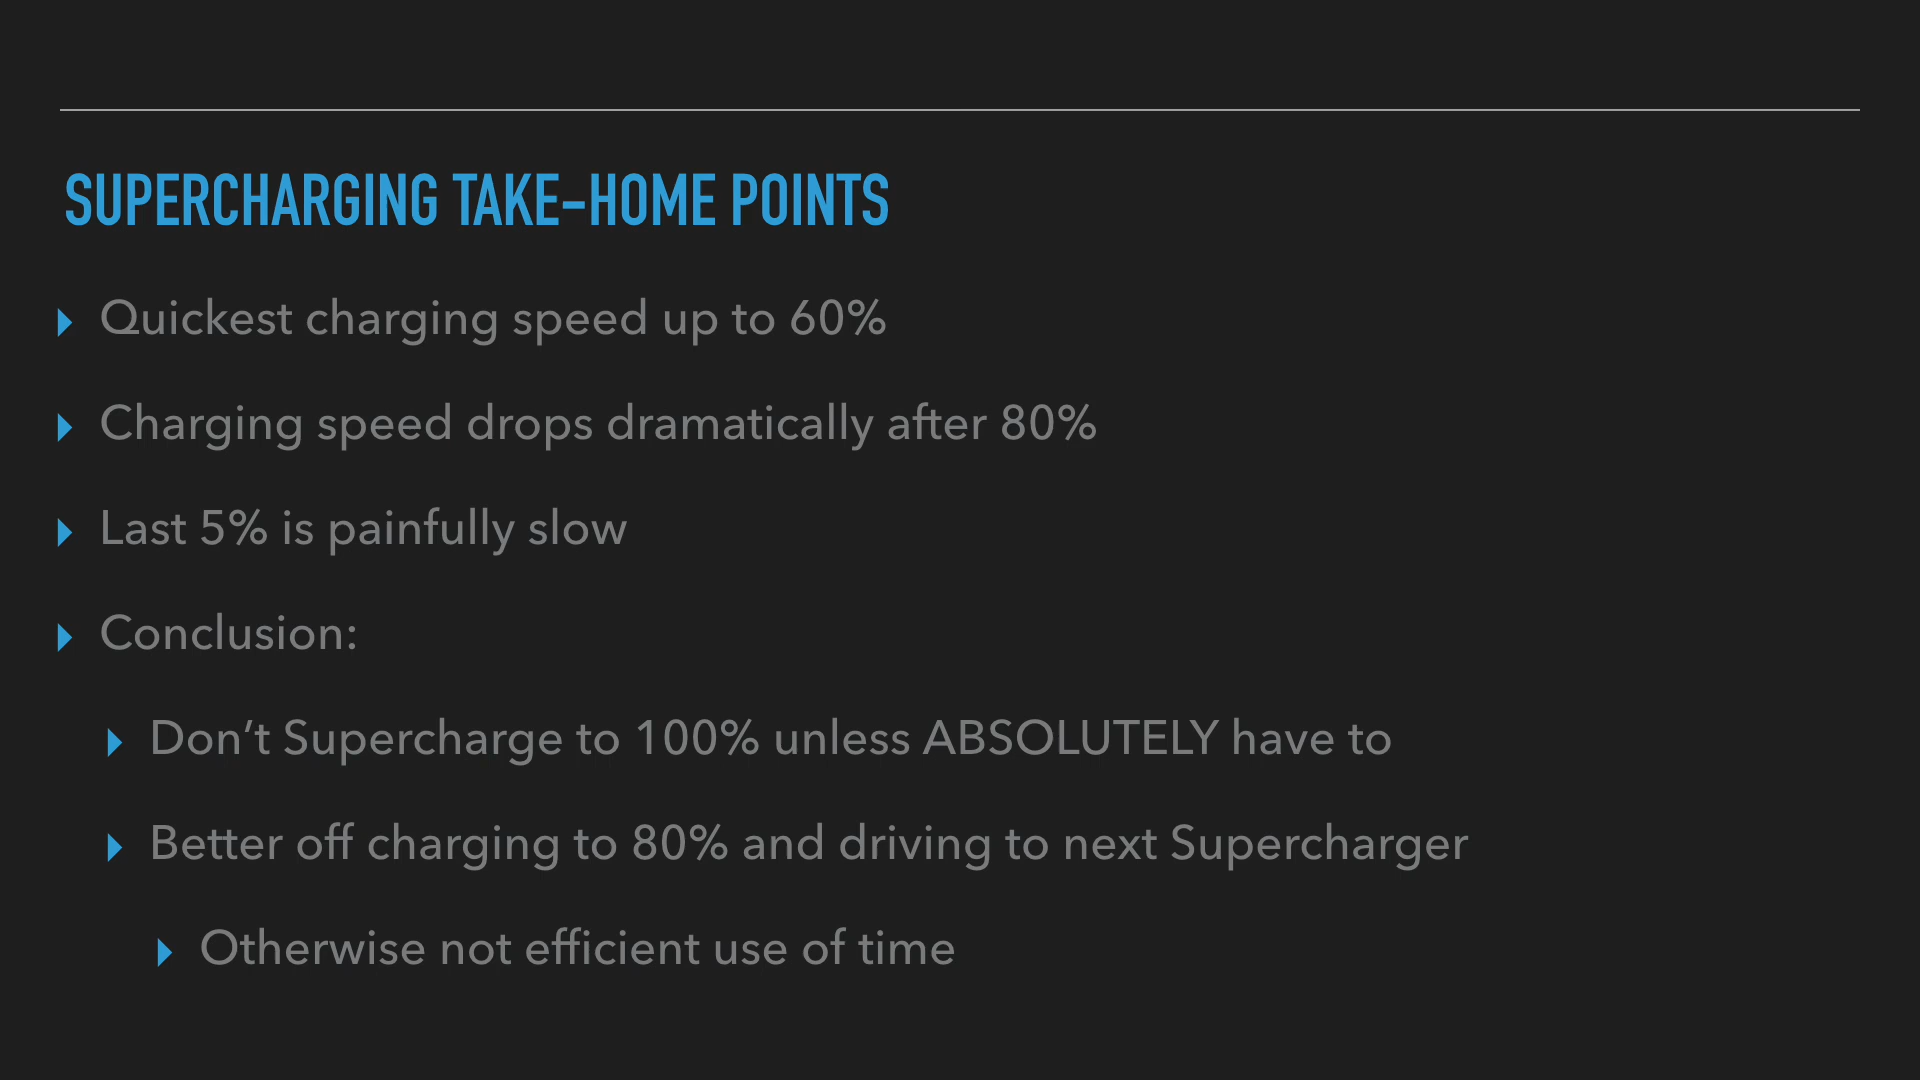 SUPERCHARGING TAKE-HOME POINTS
Quickest charging speed up to 60%
Charging speed drops dramatically after 80%
Last 5% is painfully slow
Conclusion:
Don’t Supercharge to 100% unless ABSOLUTELY have to
Better off charging to 80% and driving to next Supercharger
Otherwise not efficient use of time